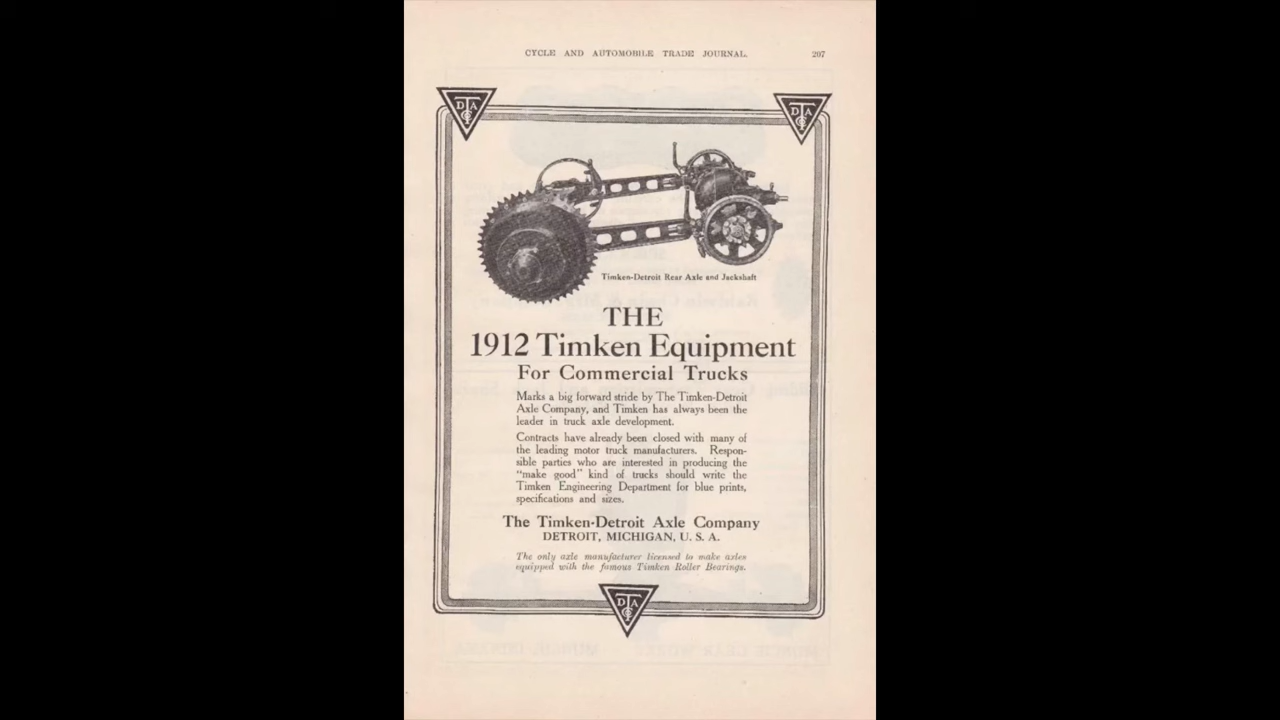 CYCLE AND AUTOMOBILE TRADE JOURNAL. 207
D T A Co
D T A Co
Timken-Detroit Rear Axle and Jackshaft
THE
1912 Timken Equipment
For Commercial Trucks
Marks a big forward stride by The Timken-Detroit
Axle Company, and Timken has always been the
leader in truck axle development.
Contracts have already been closed with many of
the leading motor truck manufacturers. Respon-
sible parties who are interested in producing the
“make good” kind of trucks should write the
Timken Engineering Department for blue prints,
specifications and sizes.
The Timken-Detroit Axle Company
DETROIT, MICHIGAN, U. S. A.
The only axle manufacturer licensed to make axles
equipped with the famous Timken Roller Bearings.
D T A Co